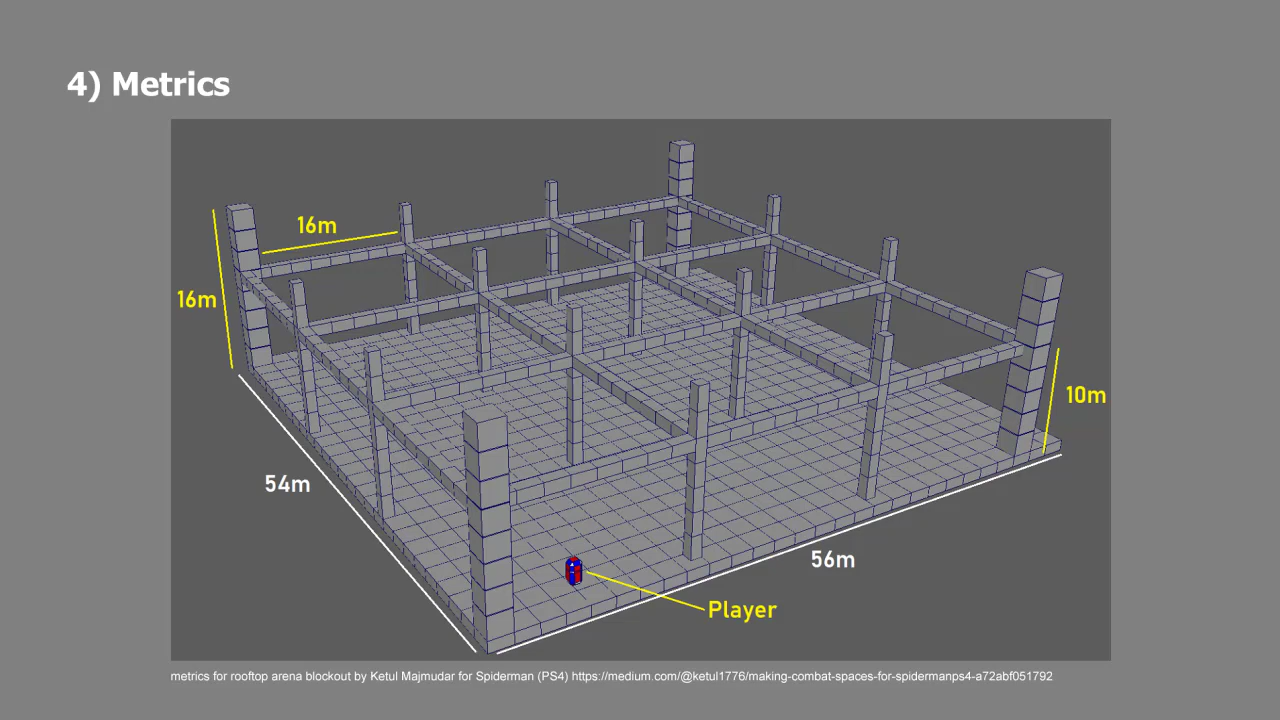 4) Metrics
16m
16m
10m
54m
56m
Player
metrics for rooftop arena blockout by Ketul Majmudar for Spiderman (PS4) https://medium.com/@ketul1776/making-combat-spaces-for-spidermanps4-a72abf051792